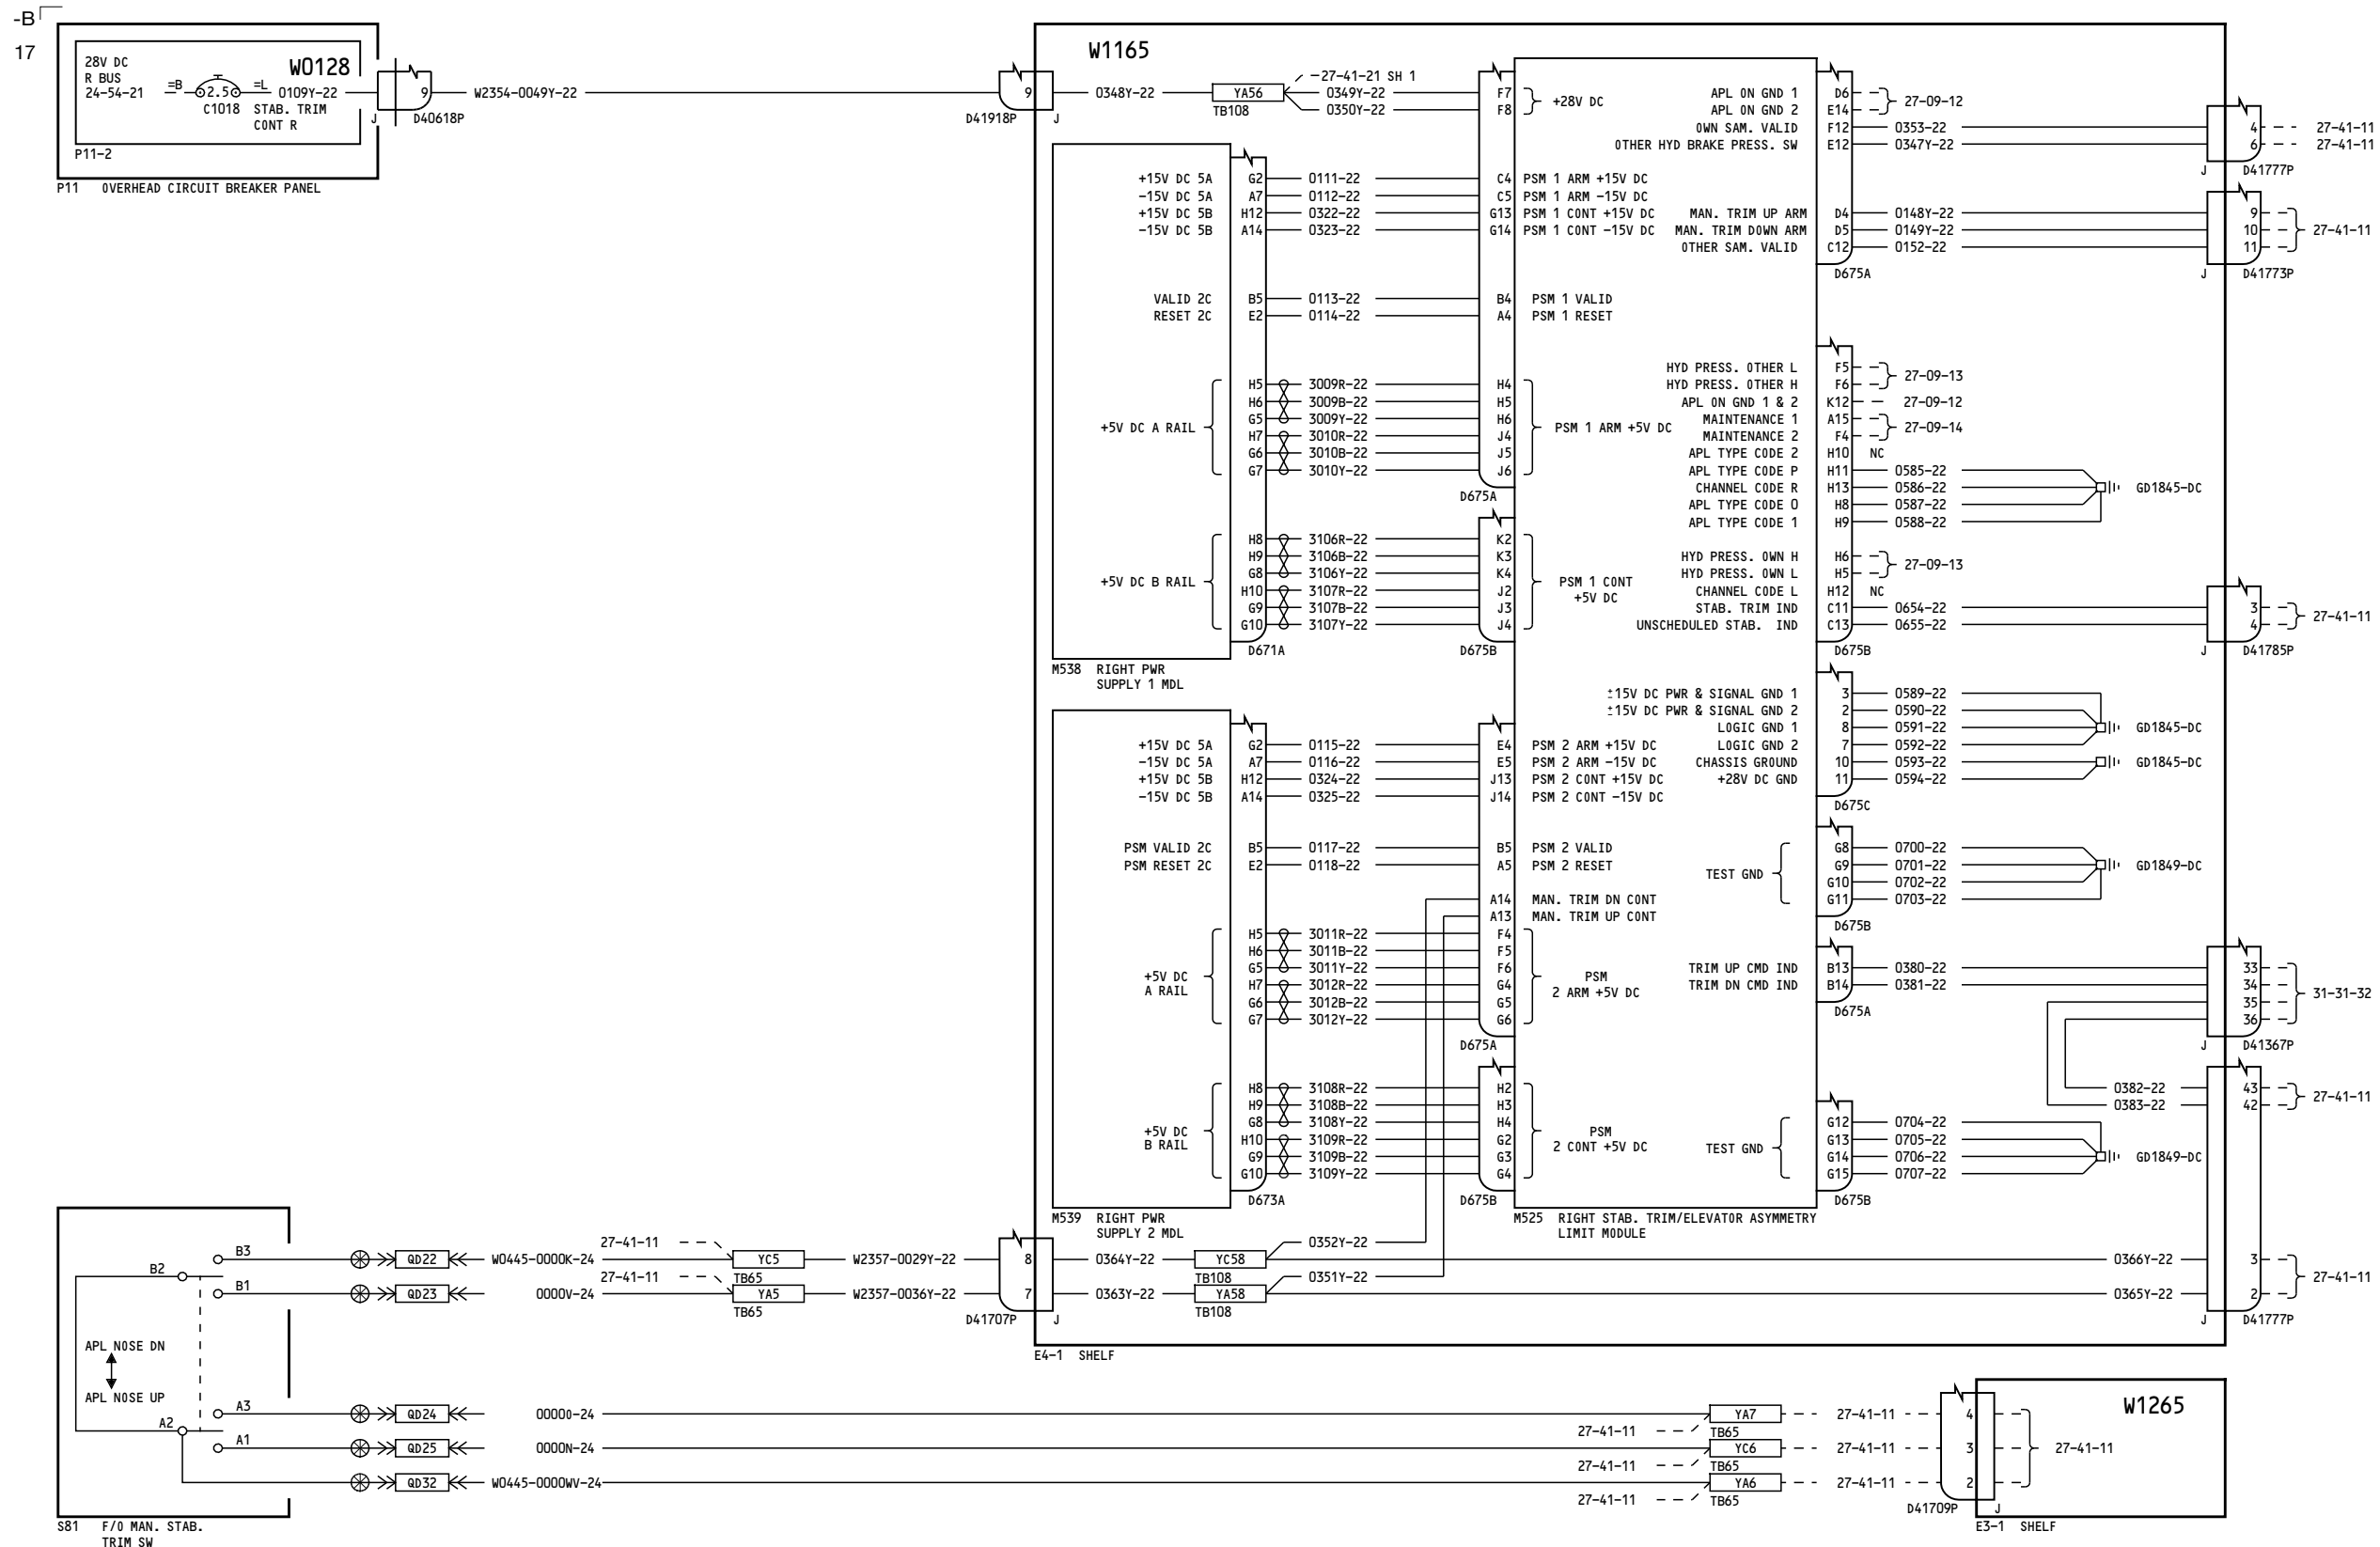 -B
17
28V DC
R BUS
24-54-21
=B
2.5
=L
C1018
W0128
0109Y-22
STAB. TRIM
CONT R
P11-2
P11 OVERHEAD CIRCUIT BREAKER PANEL
J
9
D40618P
W2354-0049Y-22
9
D41918P
J
W1165
0348Y-22
YA56
TB108
27-41-21 SH 1
0349Y-22
0350Y-22
F7
F8
+28V DC
+15V DC 5A G2 0111-22 C4 PSM 1 ARM +15V DC
-15V DC 5A A7 0112-22 C5 PSM 1 ARM -15V DC
+15V DC 5B H12 0322-22 G13 PSM 1 CONT +15V DC
-15V DC 5B A14 0323-22 G14 PSM 1 CONT -15V DC
VALID 2C B5 0113-22 B4 PSM 1 VALID
RESET 2C E2 0114-22 A4 PSM 1 RESET
+5V DC A RAIL
H5 3009R-22 H4
H6 3009B-22 H5
G5 3009Y-22 H6
H7 3010R-22 J4
G6 3010B-22 J5
G7 3010Y-22 J6
PSM 1 ARM +5V DC
D675A
+5V DC B RAIL
H8 3106R-22 K2
H9 3106B-22 K3
G8 3106Y-22 K4
H10 3107R-22 J2
G9 3107B-22 J3
G10 3107Y-22 J4
PSM 1 CONT
+5V DC
D671A
D675B
M538 RIGHT PWR
SUPPLY 1 MDL
+15V DC 5A G2 0115-22 E4 PSM 2 ARM +15V DC
-15V DC 5A A7 0116-22 E5 PSM 2 ARM -15V DC
+15V DC 5B H12 0324-22 J13 PSM 2 CONT +15V DC
-15V DC 5B A14 0325-22 J14 PSM 2 CONT -15V DC
PSM VALID 2C B5 0117-22 B5 PSM 2 VALID
PSM RESET 2C E2 0118-22 A5 PSM 2 RESET
A14 MAN. TRIM DN CONT
A13 MAN. TRIM UP CONT
+5V DC
A RAIL
H5 3011R-22 F4
H6 3011B-22 F5
G5 3011Y-22 F6
H7 3012R-22 G4
G6 3012B-22 G5
G7 3012Y-22 G6
PSM
2 ARM +5V DC
D675A
+5V DC
B RAIL
H8 3108R-22 H2
H9 3108B-22 H3
G8 3108Y-22 H4
H10 3109R-22 G2
G9 3109B-22 G3
G10 3109Y-22 G4
PSM
2 CONT +5V DC
D673A
D675B
M539 RIGHT PWR
SUPPLY 2 MDL
M525 RIGHT STAB. TRIM/ELEVATOR ASYMMETRY
LIMIT MODULE
APL ON GND 1 D6
APL ON GND 2 E14
27-09-12
OWN SAM. VALID F12 0353-22 4 27-41-11
OTHER HYD BRAKE PRESS. SW E12 0347Y-22 6 27-41-11
J D41777P
MAN. TRIM UP ARM D4 0148Y-22 9
MAN. TRIM DOWN ARM D5 0149Y-22 10
OTHER SAM. VALID C12 0152-22 11
27-41-11
D675A
J D41773P
HYD PRESS. OTHER L F5
HYD PRESS. OTHER H F6
27-09-13
APL ON GND 1 & 2 K12 27-09-12
MAINTENANCE 1 A15
MAINTENANCE 2 F4
27-09-14
APL TYPE CODE 2 H10 NC
APL TYPE CODE P H11 0585-22
CHANNEL CODE R H13 0586-22
APL TYPE CODE 0 H8 0587-22
APL TYPE CODE 1 H9 0588-22
GD1845-DC
HYD PRESS. OWN H H6
HYD PRESS. OWN L H5
27-09-13
CHANNEL CODE L H12 NC
STAB. TRIM IND C11 0654-22 3
UNSCHEDULED STAB. IND C13 0655-22 4
27-41-11
D675B
J D41785P
±15V DC PWR & SIGNAL GND 1 3 0589-22
±15V DC PWR & SIGNAL GND 2 2 0590-22
LOGIC GND 1 8 0591-22
LOGIC GND 2 7 0592-22
GD1845-DC
CHASSIS GROUND 10 0593-22
+28V DC GND 11 0594-22
GD1845-DC
D675C
TEST GND
G8 0700-22
G9 0701-22
G10 0702-22
G11 0703-22
GD1849-DC
D675B
TRIM UP CMD IND B13 0380-22 33
TRIM DN CMD IND B14 0381-22 34
35
36
31-31-32
D675A
J D41367P
0382-22 43
0383-22 42
27-41-11
TEST GND
G12 0704-22
G13 0705-22
G14 0706-22
G15 0707-22
GD1849-DC
D675B
B3
B2
B1
QD22 W0445-0000K-24
27-41-11
YC5
TB65
W2357-0029Y-22 8
QD23 0000V-24
27-41-11
YA5
TB65
W2357-0036Y-22 7
D41707P
J
0364Y-22 YC58
TB108
0352Y-22
0366Y-22 3
0363Y-22 YA58
TB108
0351Y-22
0365Y-22 2
27-41-11
J D41777P
E4-1 SHELF
APL NOSE DN
APL NOSE UP
A3
A2
A1
QD24 0000O-24
27-41-11
YA7
TB65
27-41-11 4
QD25 0000N-24
27-41-11
YC6
TB65
27-41-11 3
QD32 W0445-0000WV-24
27-41-11
YA6
TB65
27-41-11 2
27-41-11
W1265
D41709P
J
E3-1 SHELF
S81 F/O MAN. STAB.
TRIM SW